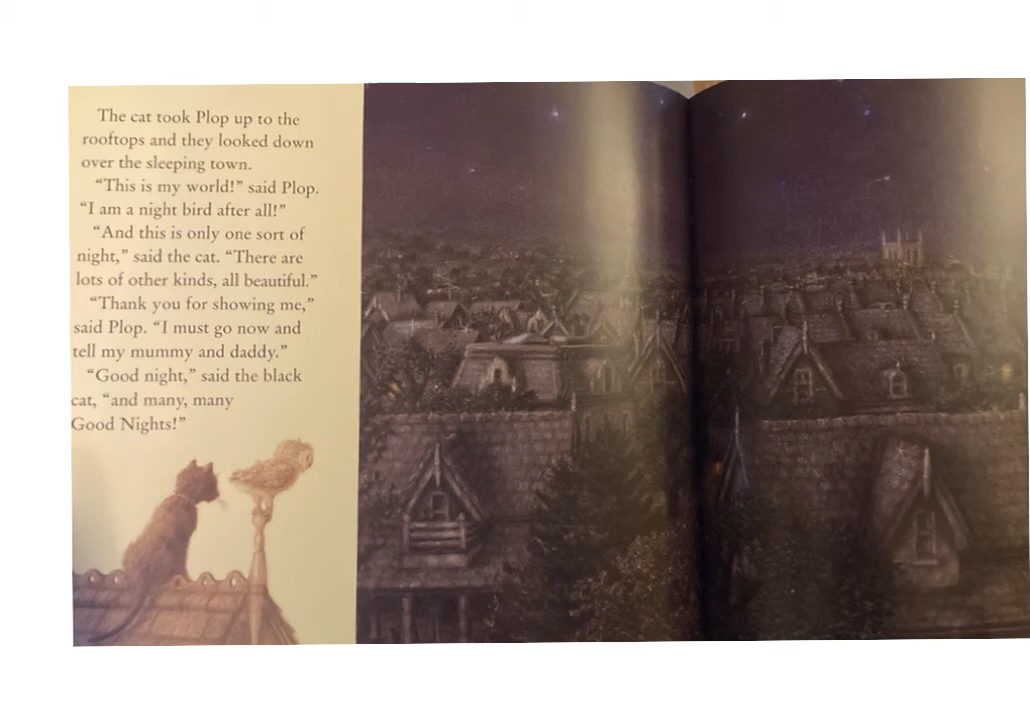 The cat took Plop up to the
rooftops and they looked down
over the sleeping town.
“This is my world!” said Plop.
“I am a night bird after all!”
“And this is only one sort of
night,” said the cat. “There are
lots of other kinds, all beautiful.”
“Thank you for showing me,”
said Plop. “I must go now and
tell my mummy and daddy.”
“Good night,” said the black
cat, “and many, many
Good Nights!”